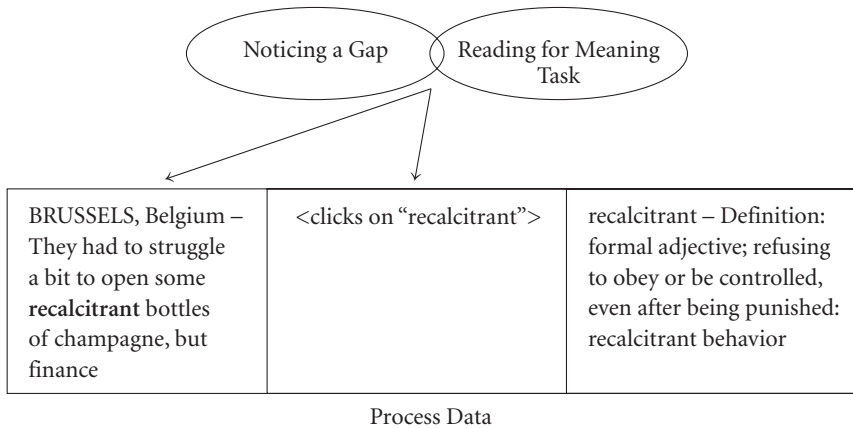 Noticing a Gap
Reading for Meaning
Task
BRUSSELS, Belgium –
They had to struggle
a bit to open some
recalcitrant bottles
of champagne, but
finance
<clicks on “recalcitrant”>
recalcitrant – Definition:
formal adjective; refusing
to obey or be controlled,
even after being punished:
recalcitrant behavior
Process Data